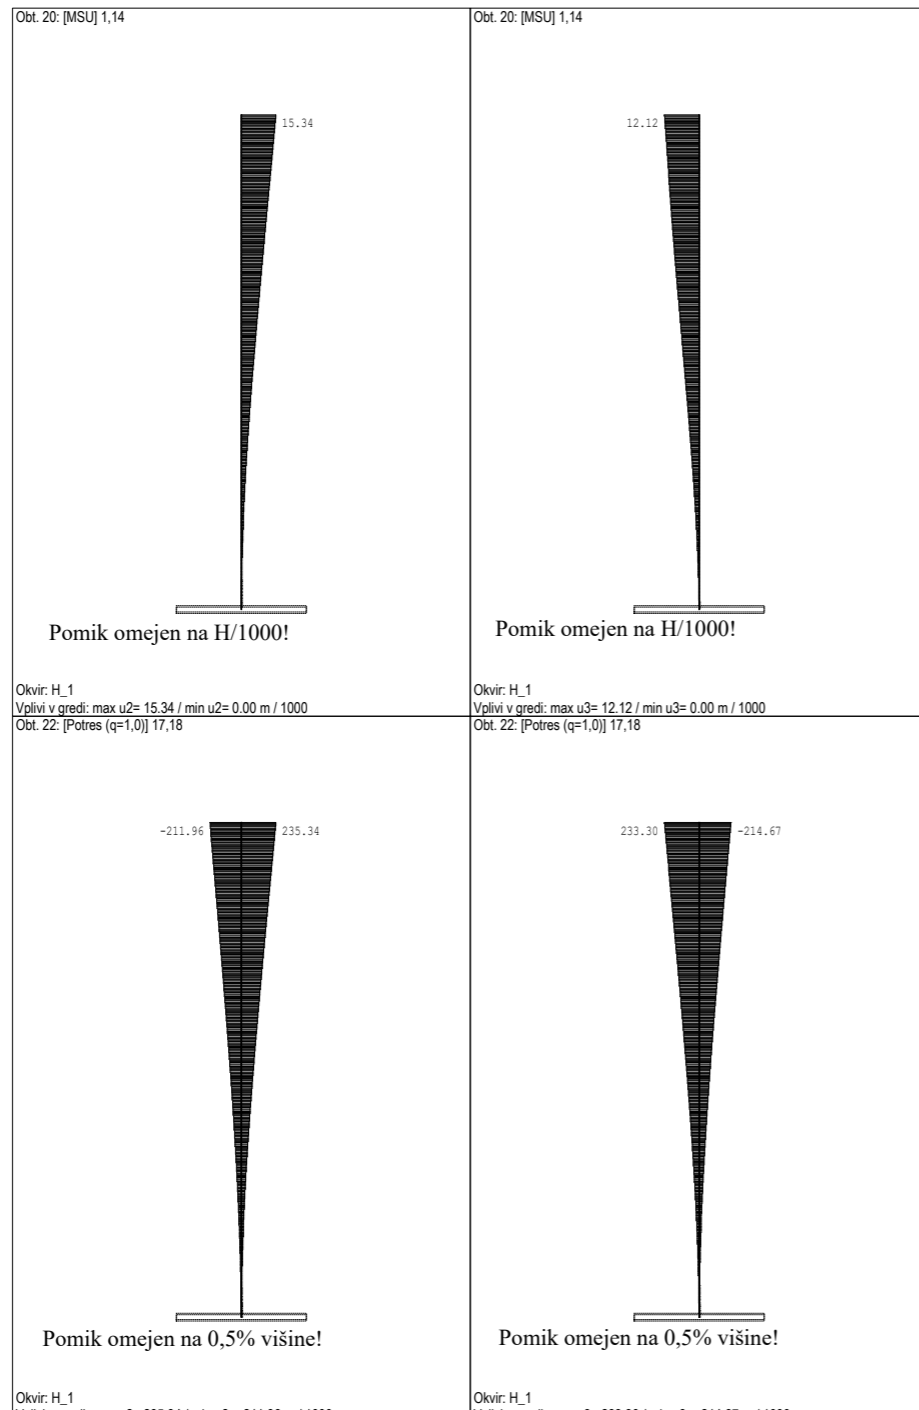 Obt. 20: [MSU] 1,14
15.34
Pomik omejen na H/1000!
Okvir: H_1
Vplivi v gredi: max u2= 15.34 / min u2= 0.00 m / 1000
Obt. 20: [MSU] 1,14
12.12
Pomik omejen na H/1000!
Okvir: H_1
Vplivi v gredi: max u3= 12.12 / min u3= 0.00 m / 1000
Obt. 22: [Potres (q=1,0)] 17,18
-211.96 235.34
Pomik omejen na 0,5% višine!
Okvir: H_1
Obt. 22: [Potres (q=1,0)] 17,18
233.30 -214.67
Pomik omejen na 0,5% višine!
Okvir: H_1